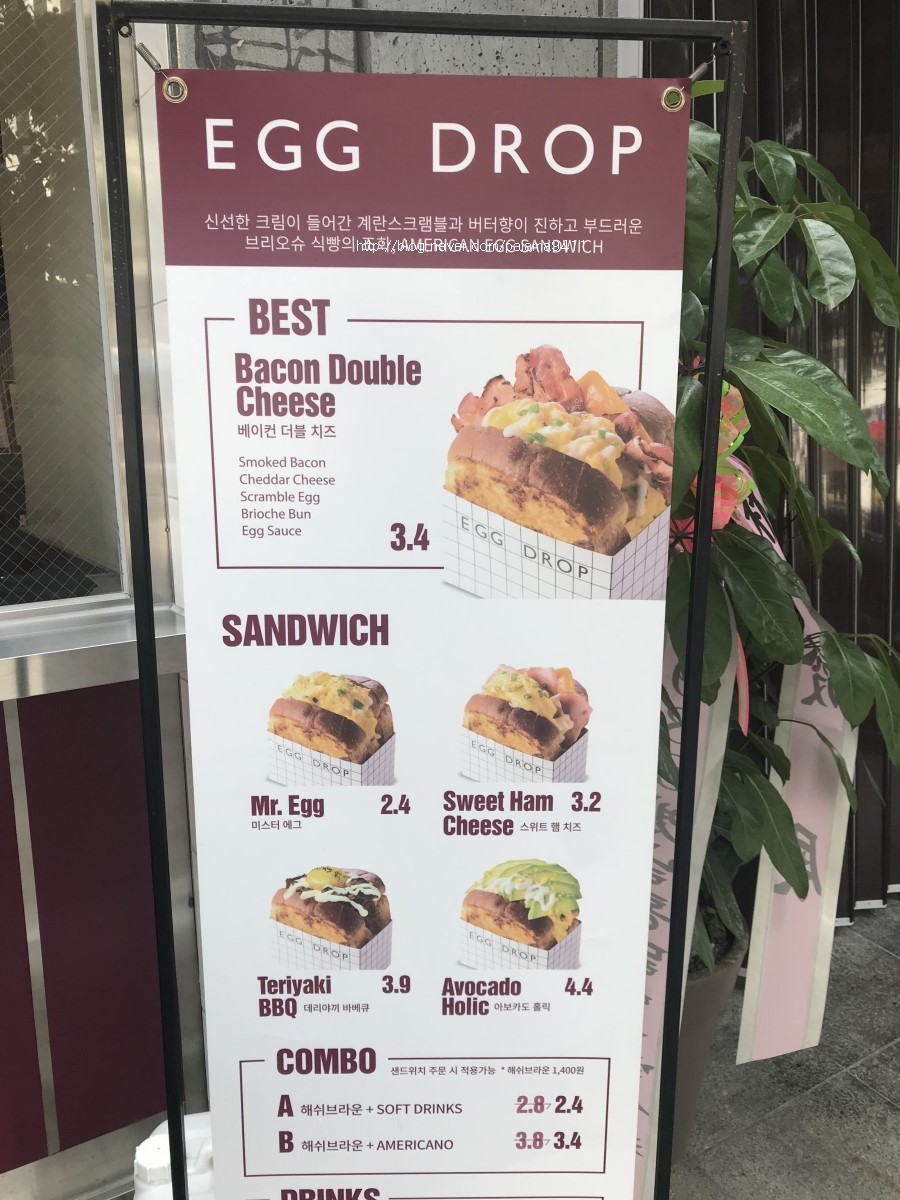 EGG DROP
신선한 크림이 들어간 계란스크램블과 버터향이 진하고 부드러운
브리오슈 식빵의 조화, AMERICAN EGG SANDWICH
BEST
Bacon Double
Cheese
베이컨 더블 치즈
Smoked Bacon
Cheddar Cheese
Scramble Egg
Brioche Bun
Egg Sauce
3.4
EGG DROP
SANDWICH
EGG DROP
EGG DROP
Mr. Egg 2.4
미스터 에그
Sweet Ham 3.2
Cheese 스위트 햄 치즈
EGG DROP
EGG DROP
Teriyaki 3.9
BBQ 데리야끼 바베큐
Avocado 4.4
Holic 아보카도 홀릭
COMBO 샌드위치 주문 시 적용가능 * 해쉬브라운 1,400원
A 해쉬브라운 + SOFT DRINKS 2.8 2.4
B 해쉬브라운 + AMERICANO 3.8 3.4
DRINKS